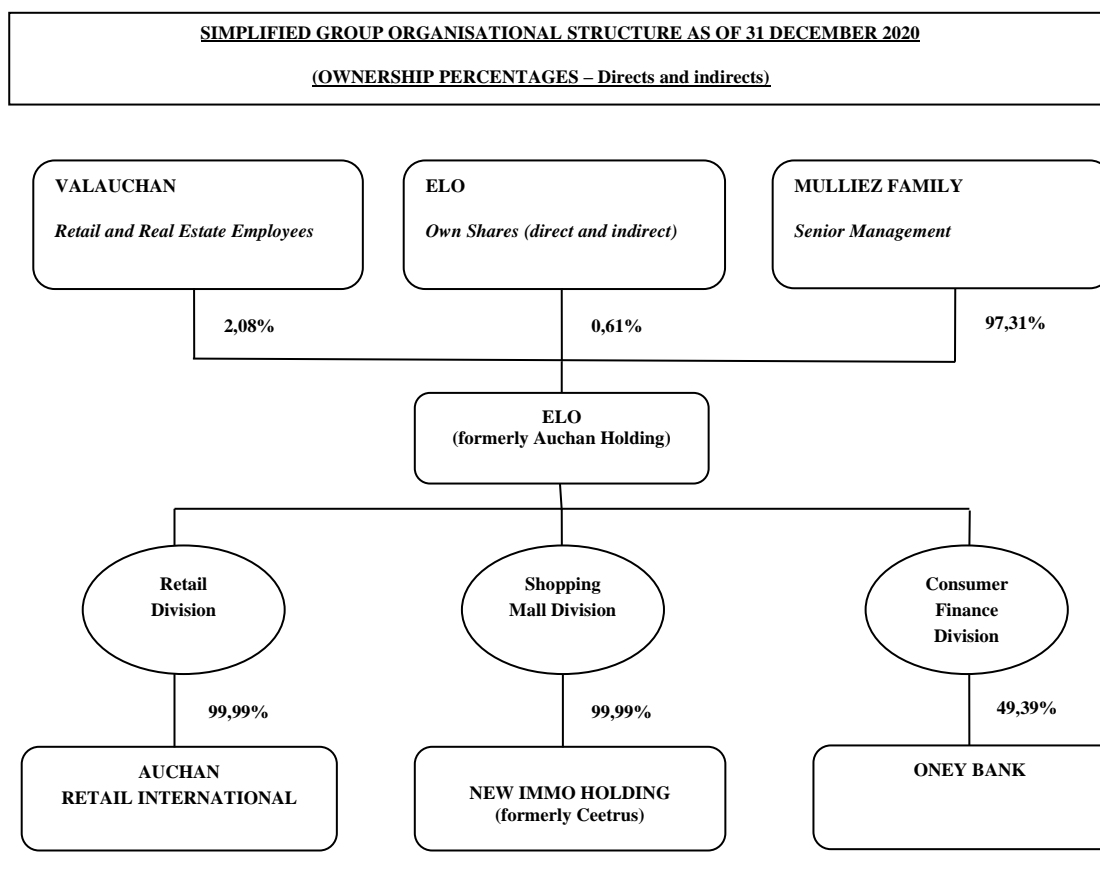 SIMPLIFIED GROUP ORGANISATIONAL STRUCTURE AS OF 31 DECEMBER 2020
(OWNERSHIP PERCENTAGES – Directs and indirects)
VALAUCHAN
Retail and Real Estate Employees
ELO
Own Shares (direct and indirect)
MULLIEZ FAMILY
Senior Management
2,08%
0,61%
97,31%
ELO
(formerly Auchan Holding)
Retail
Division
Shopping
Mall Division
Consumer
Finance
Division
99,99%
99,99%
49,39%
AUCHAN
RETAIL INTERNATIONAL
NEW IMMO HOLDING
(formerly Ceetrus)
ONEY BANK